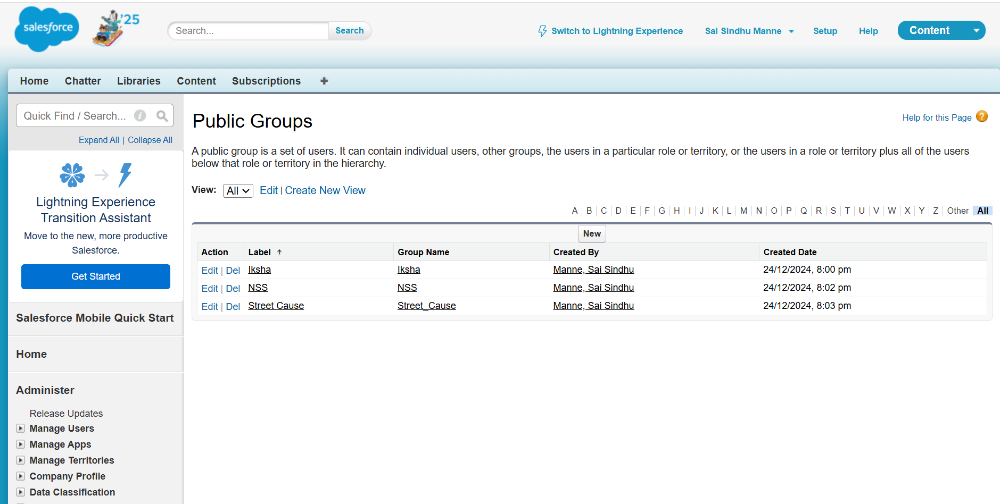 salesforce
'25
Search...
Search
Switch to Lightning Experience
Sai Sindhu Manne
Setup
Help
Content
Home
Chatter
Libraries
Content
Subscriptions
+
Quick Find / Search...
i
Expand All | Collapse All
Lightning Experience
Transition Assistant
Move to the new, more productive
Salesforce.
Get Started
Salesforce Mobile Quick Start
Home
Administer
Release Updates
Manage Users
Manage Apps
Manage Territories
Company Profile
Data Classification
Public Groups
Help for this Page ?
A public group is a set of users. It can contain individual users, other groups, the users in a particular role or territory, or the users in a role or territory plus all of the users
below that role or territory in the hierarchy.
View: All Edit | Create New View
A | B | C | D | E | F | G | H | I | J | K | L | M | N | O | P | Q | R | S | T | U | V | W | X | Y | Z | Other | All
New
Action Label ↑ Group Name Created By Created Date
Edit | Del Iksha Iksha Manne, Sai Sindhu 24/12/2024, 8:00 pm
Edit | Del NSS NSS Manne, Sai Sindhu 24/12/2024, 8:02 pm
Edit | Del Street Cause Street_Cause Manne, Sai Sindhu 24/12/2024, 8:03 pm